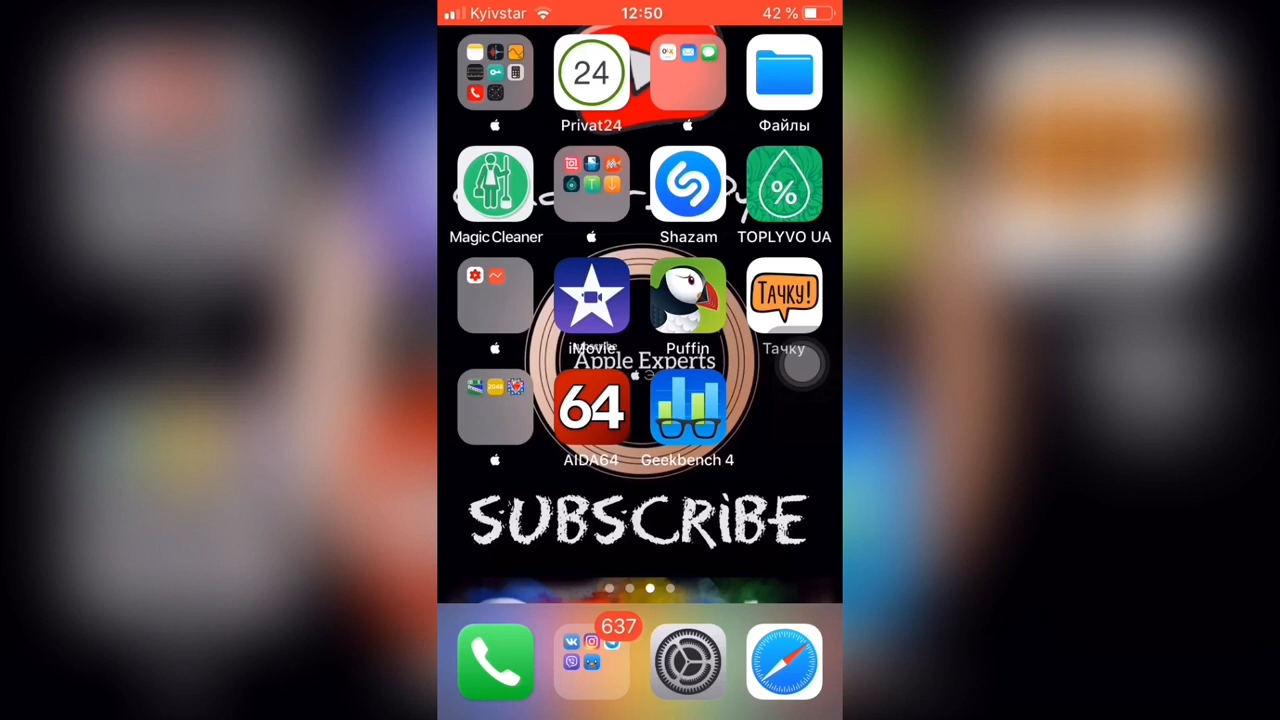 Kyivstar 12:50 42 %
24
Privat24 Файлы
%
Magic Cleaner Shazam TOPLYVO UA
ТАЧКУ!
iMovie Puffin Тачку
Apple Experts
2048
64
AIDA64 Geekbench 4
SUBSCRIBE
637